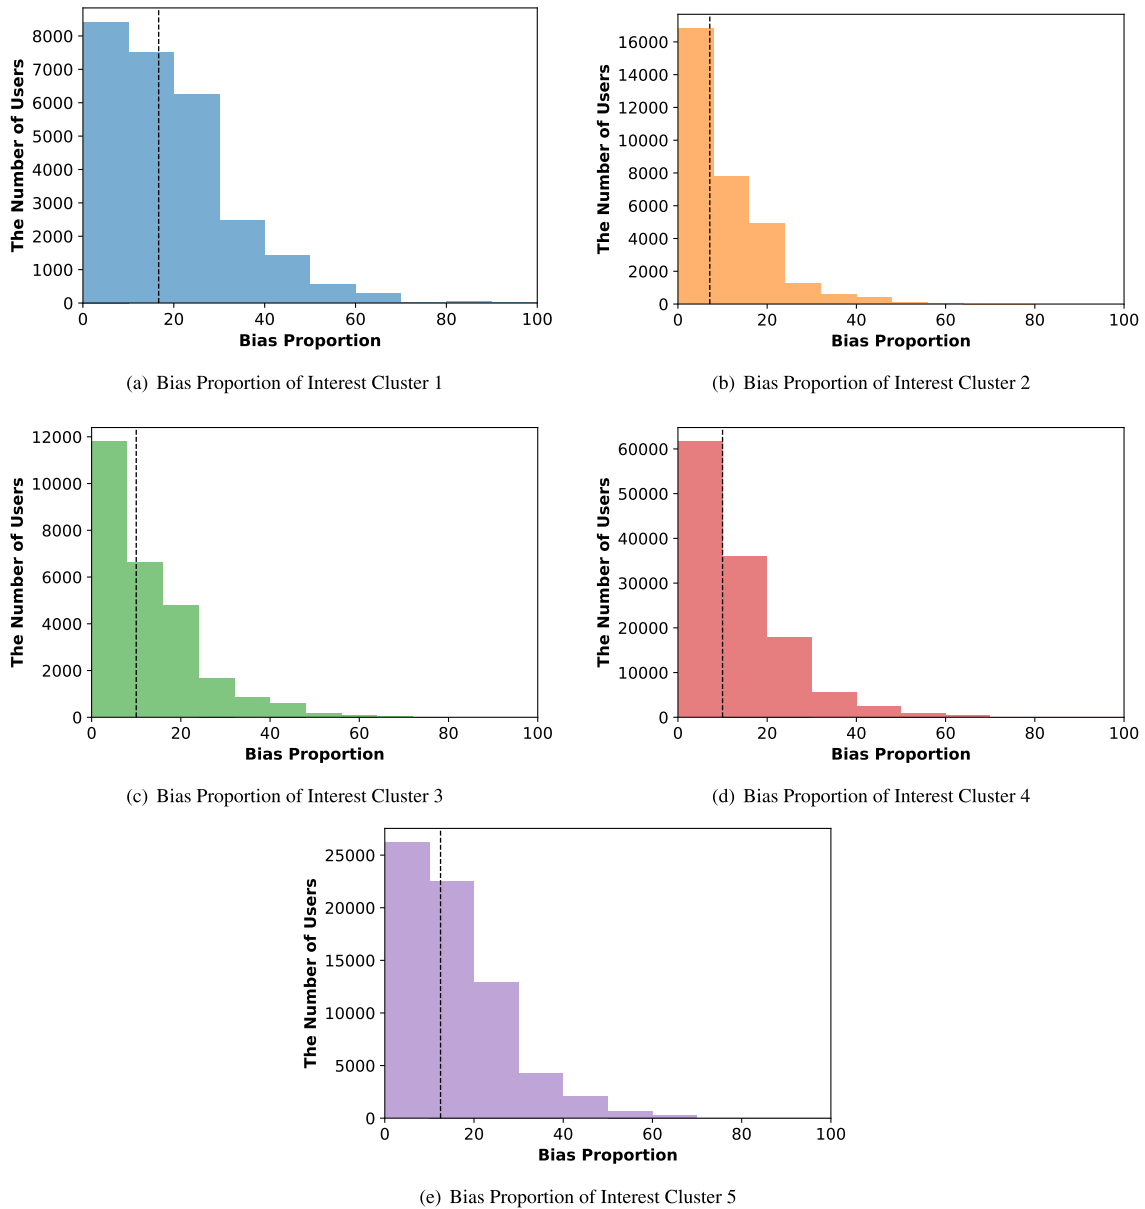 The Number of Users
8000
7000
6000
5000
4000
3000
2000
1000
0
0 20 40 60 80 100
Bias Proportion
(a) Bias Proportion of Interest Cluster 1
The Number of Users
16000
14000
12000
10000
8000
6000
4000
2000
0
0 20 40 60 80 100
Bias Proportion
(b) Bias Proportion of Interest Cluster 2
The Number of Users
12000
10000
8000
6000
4000
2000
0
0 20 40 60 80 100
Bias Proportion
(c) Bias Proportion of Interest Cluster 3
The Number of Users
60000
50000
40000
30000
20000
10000
0
0 20 40 60 80 100
Bias Proportion
(d) Bias Proportion of Interest Cluster 4
The Number of Users
25000
20000
15000
10000
5000
0
0 20 40 60 80 100
Bias Proportion
(e) Bias Proportion of Interest Cluster 5